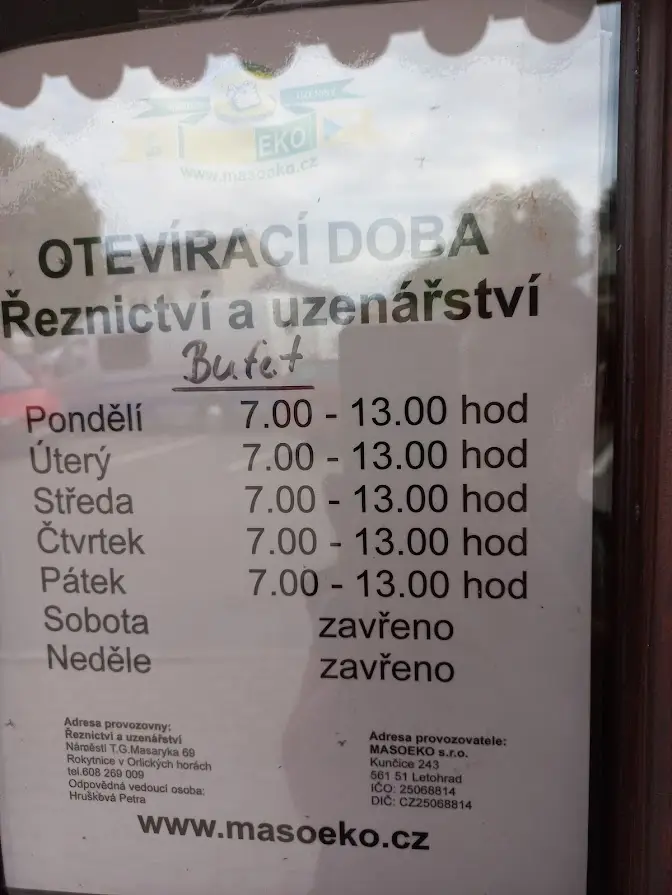 EKO
www.masoeko.cz
OTEVÍRACÍ DOBA
Řeznictví a uzenářství
Bufet
Pondělí 7.00 - 13.00 hod
Úterý 7.00 - 13.00 hod
Středa 7.00 - 13.00 hod
Čtvrtek 7.00 - 13.00 hod
Pátek 7.00 - 13.00 hod
Sobota zavřeno
Neděle zavřeno
Adresa provozovny:
Řeznictví a uzenářství
Náměstí T.G.Masaryka 69
Rokytnice v Orlických horách
tel.608 269 009
Odpovědná vedoucí osoba:
Hrušková Petra
Adresa provozovatele:
MASOEKO s.r.o.
Kunčice 243
561 51 Letohrad
IČO: 25068814
DIČ: CZ25068814
www.masoeko.cz